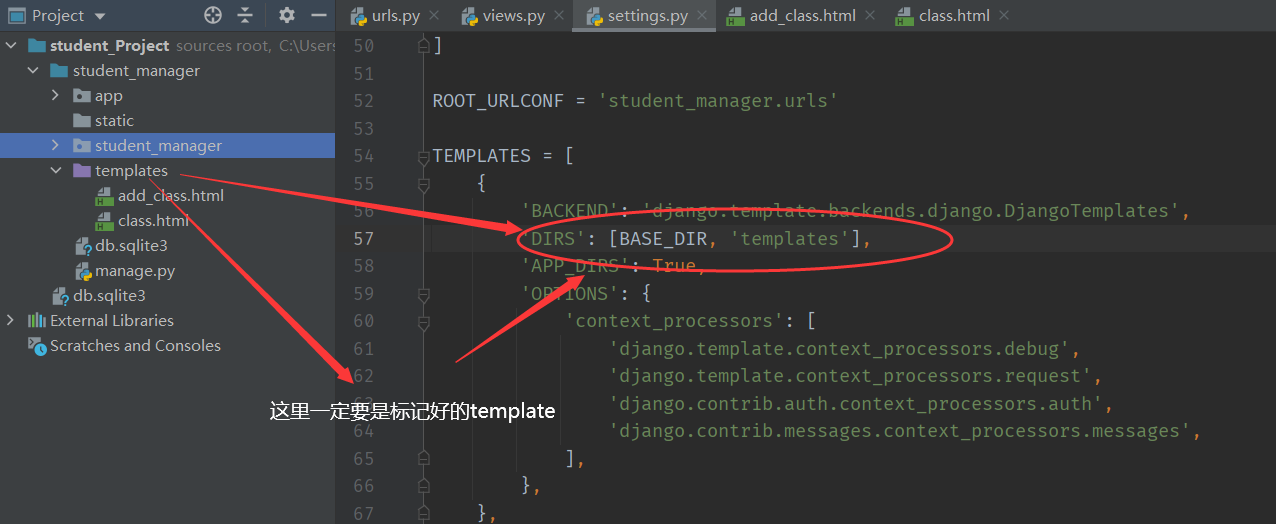 Project
student_Project sources root, C:\Users
student_manager
app
static
student_manager
templates
add_class.html
class.html
db.sqlite3
manage.py
db.sqlite3
External Libraries
Scratches and Consoles
urls.py views.py settings.py add_class.html class.html
50 ]
51
52 ROOT_URLCONF = 'student_manager.urls'
53
54 TEMPLATES = [
55 {
56 'BACKEND': 'django.template.backends.django.DjangoTemplates',
57 'DIRS': [BASE_DIR, 'templates'],
58 'APP_DIRS': True,
59 'OPTIONS': {
60 'context_processors': [
61 'django.template.context_processors.debug',
62 'django.template.context_processors.request',
63 'django.contrib.auth.context_processors.auth',
64 'django.contrib.messages.context_processors.messages',
65 ],
66 },
67 },
这里一定要是标记好的template